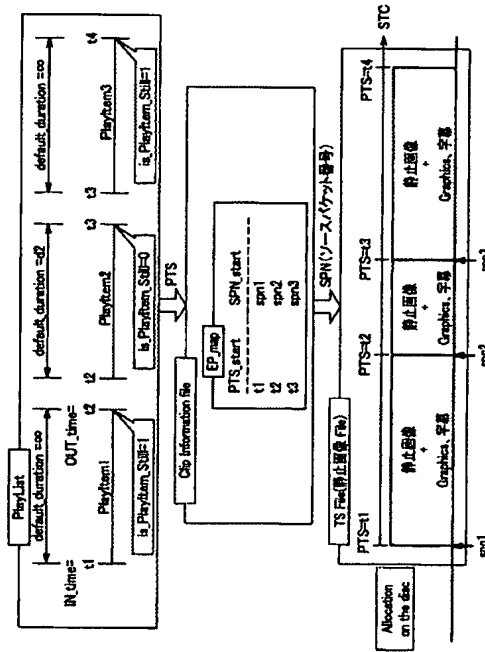 PlayList
default_duration =∞
default_duration =d2
default_duration =∞
IN_time=
OUT_time=
t1
t2
t2
t3
t3
t4
PlayItem1
PlayItem2
PlayItem3
is_PlayItem_Still=1
is_PlayItem_Still=0
is_PlayItem_Still=1
PTS
Clip Information file
EP_map
PTS_start
SPN_start
t1
spn1
t2
spn2
t3
spn3
SPN(ソースパケット番号)
TS File(静止画像 File)
PTS=t1
PTS=t2
PTS=t3
PTS=t4
STC
静止画像
+
Graphics、字幕
静止画像
+
Graphics、字幕
静止画像
+
Graphics、字幕
Allocation
on the disc
spn1
spn2
spn3